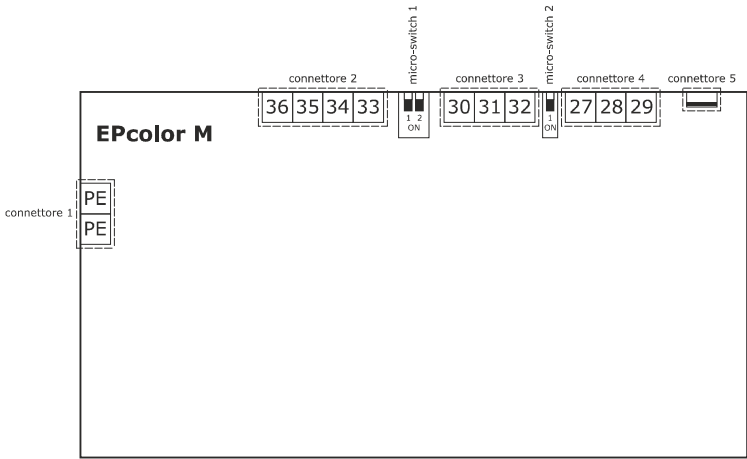 micro-switch 1
micro-switch 2
connettore 2
connettore 3
connettore 4
connettore 5
36 35 34 33
1 2
ON
30 31 32
1
ON
27 28 29
EPcolor M
connettore 1
PE
PE